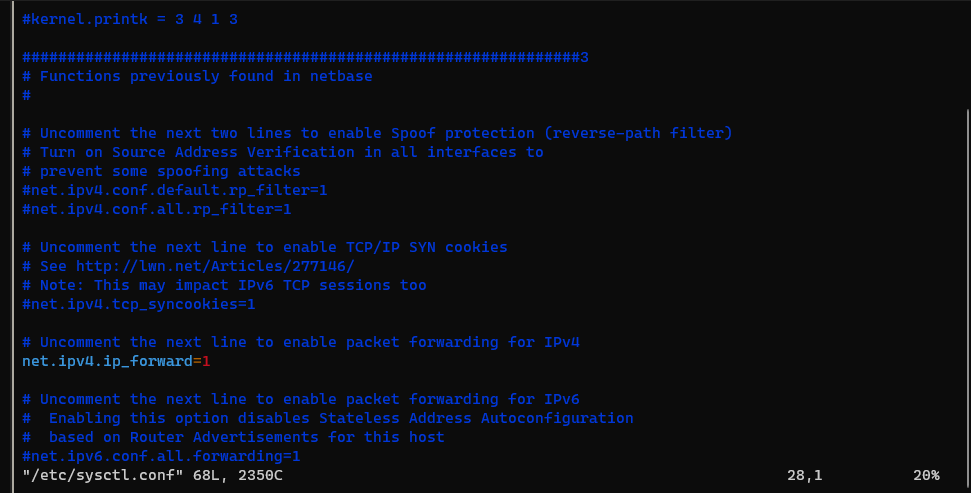 #kernel.printk = 3 4 1 3
##############################################################3
# Functions previously found in netbase
#
# Uncomment the next two lines to enable Spoof protection (reverse-path filter)
# Turn on Source Address Verification in all interfaces to
# prevent some spoofing attacks
#net.ipv4.conf.default.rp_filter=1
#net.ipv4.conf.all.rp_filter=1
# Uncomment the next line to enable TCP/IP SYN cookies
# See http://lwn.net/Articles/277146/
# Note: This may impact IPv6 TCP sessions too
#net.ipv4.tcp_syncookies=1
# Uncomment the next line to enable packet forwarding for IPv4
net.ipv4.ip_forward=1
# Uncomment the next line to enable packet forwarding for IPv6
#  Enabling this option disables Stateless Address Autoconfiguration
#  based on Router Advertisements for this host
#net.ipv6.conf.all.forwarding=1
"/etc/sysctl.conf" 68L, 2350C 28,1 20%